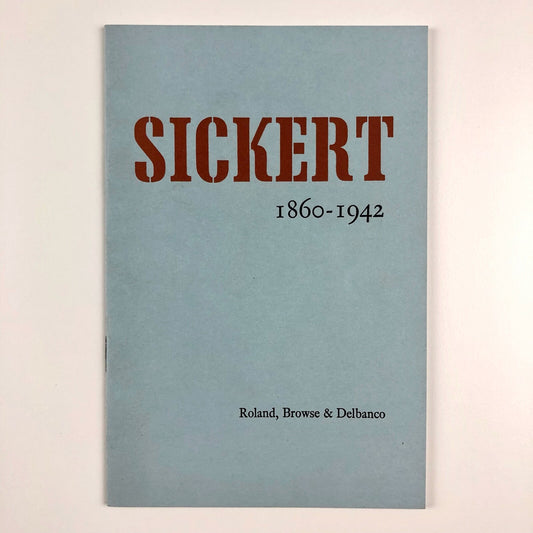 SICKERT
1860-1942
Roland, Browse & Delbanco